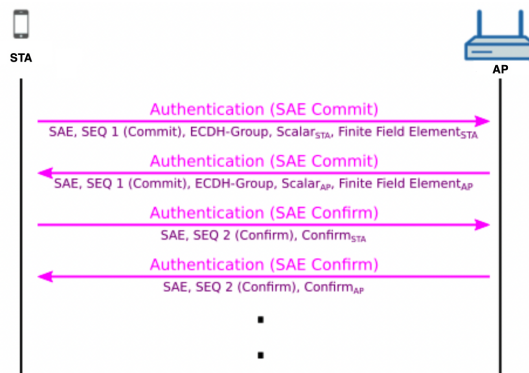 STA
AP
Authentication (SAE Commit)
SAE, SEQ 1 (Commit), ECDH-Group, ScalarSTA, Finite Field ElementSTA
Authentication (SAE Commit)
SAE, SEQ 1 (Commit), ECDH-Group, ScalarAP, Finite Field ElementAP
Authentication (SAE Confirm)
SAE, SEQ 2 (Confirm), ConfirmSTA
Authentication (SAE Confirm)
SAE, SEQ 2 (Confirm), ConfirmAP